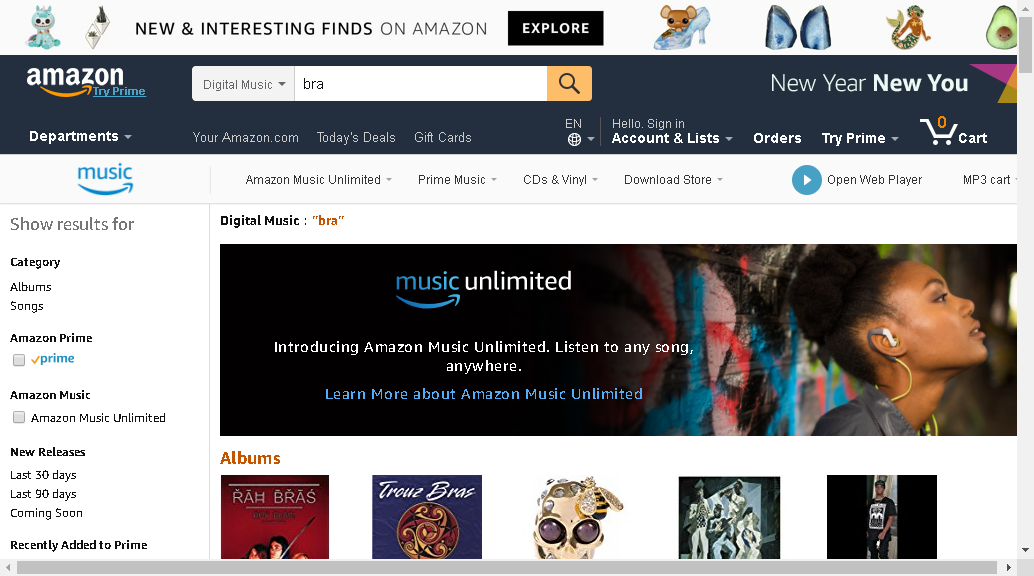 NEW & INTERESTING FINDS ON AMAZON EXPLORE
amazon
Try Prime
Digital Music bra
New Year New You
Departments
Your Amazon.com Today's Deals Gift Cards
EN
Hello. Sign in
Account & Lists
Orders
Try Prime
0
Cart
music
Amazon Music Unlimited Prime Music CDs & Vinyl Download Store Open Web Player MP3 cart
Show results for
Category
Albums
Songs
Amazon Prime
prime
Amazon Music
Amazon Music Unlimited
New Releases
Last 30 days
Last 90 days
Coming Soon
Recently Added to Prime
Digital Music : "bra"
music unlimited
Introducing Amazon Music Unlimited. Listen to any song,
anywhere.
Learn More about Amazon Music Unlimited
Albums
ŘÄH BŘÄŚ
Trouz Bras